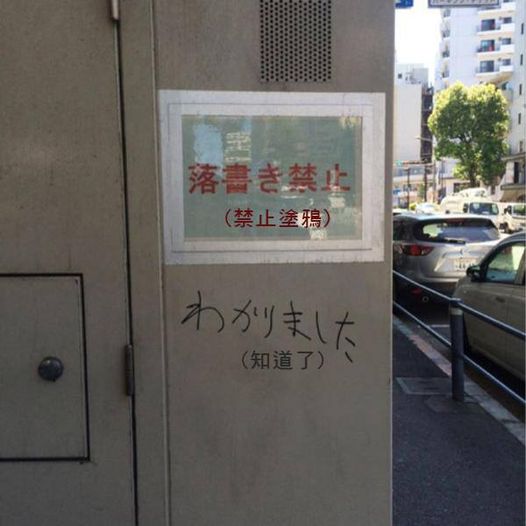 落書き禁止
（禁止塗鴉）
わかりました
（知道了）